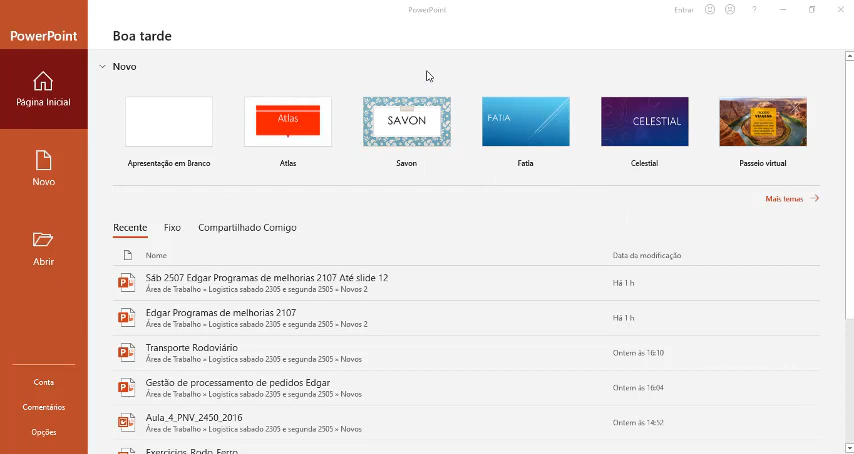 PowerPoint
Entrar
?
PowerPoint
Boa tarde
Página Inicial
Novo
Abrir
Conta
Comentários
Opções
Novo
Atlas
SAVON
FATIA
CELESTIAL
Apresentação em Branco
Atlas
Savon
Fatia
Celestial
Passeio virtual
Mais temas
Recente Fixo Compartilhado Comigo
Nome Data da modificação
Sáb 2507 Edgar Programas de melhorias 2107 Até slide 12
Área de Trabalho » Logística sabado 2305 e segunda 2505 » Novos 2
Há 1 h
Edgar Programas de melhorias 2107
Área de Trabalho » Logística sabado 2305 e segunda 2505 » Novos 2
Há 1 h
Transporte Rodoviário
Área de Trabalho » Logística sabado 2305 e segunda 2505 » Novos
Ontem às 16:10
Gestão de processamento de pedidos Edgar
Área de Trabalho » Logística sabado 2305 e segunda 2505 » Novos
Ontem às 16:04
Aula_4_PNV_2450_2016
Área de Trabalho » Logística sabado 2305 e segunda 2505 » Novos
Ontem às 14:52
Exercicios Rodo Ferro